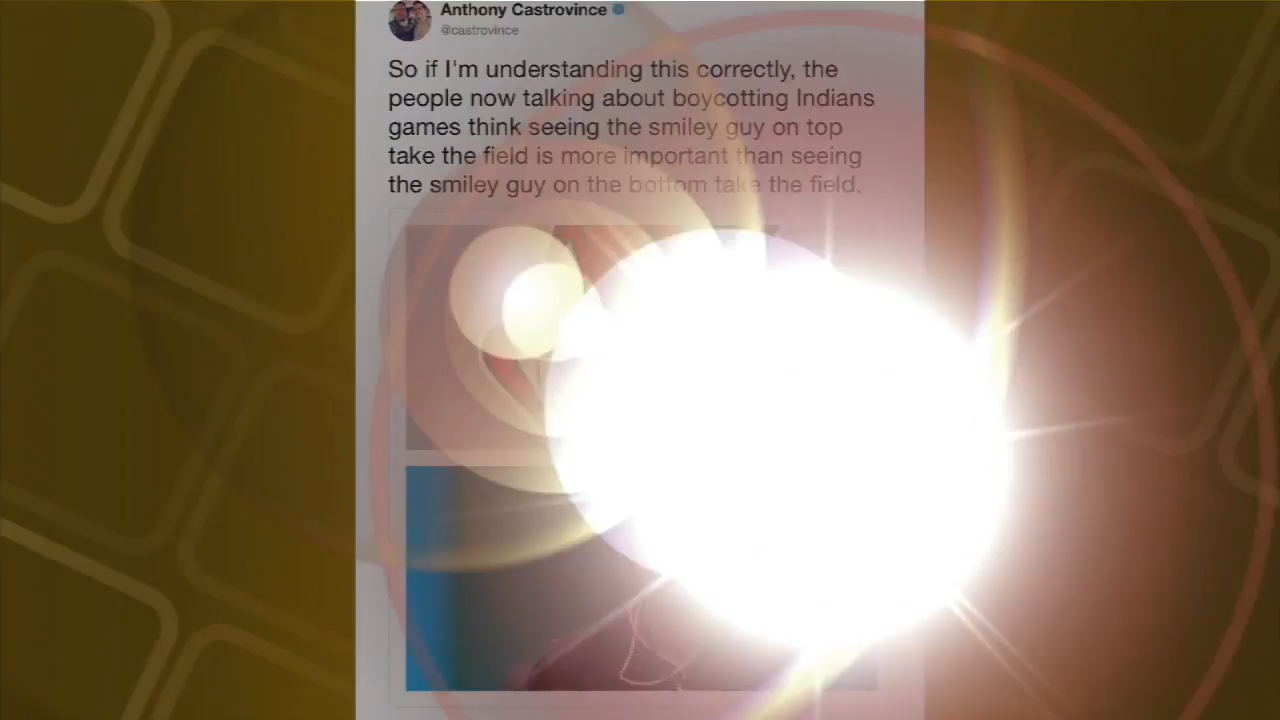 Anthony Castrovince
@castrovince
So if I'm understanding this correctly, the
people now talking about boycotting Indians
games think seeing the smiley guy on top
take the field is more important than seeing
the smiley guy on the bottom take the field.